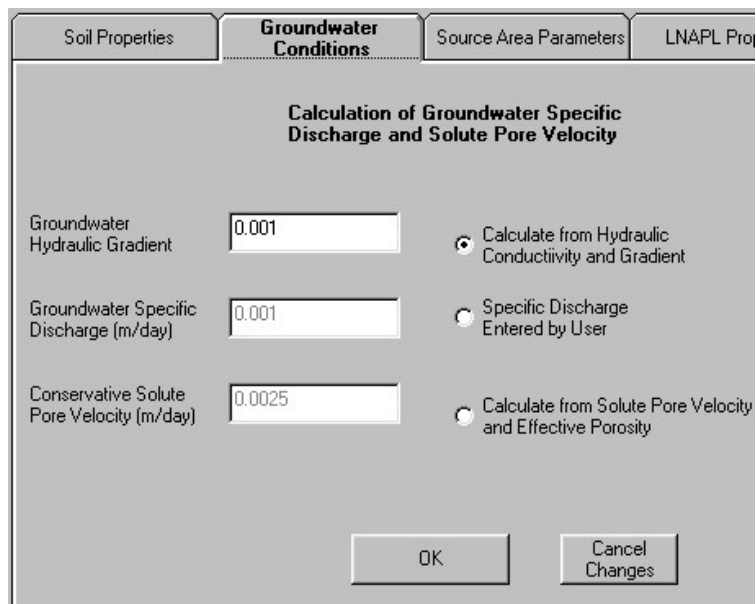 Soil Properties
Groundwater
Conditions
Source Area Parameters
LNAPL Prop
Calculation of Groundwater Specific
Discharge and Solute Pore Velocity
Groundwater
Hydraulic Gradient
0.001
Calculate from Hydraulic
Conductiivity and Gradient
Groundwater Specific
Discharge (m/day)
0.001
Specific Discharge
Entered by User
Conservative Solute
Pore Velocity (m/day)
0.0025
Calculate from Solute Pore Velocity
and Effective Porosity
OK
Cancel
Changes